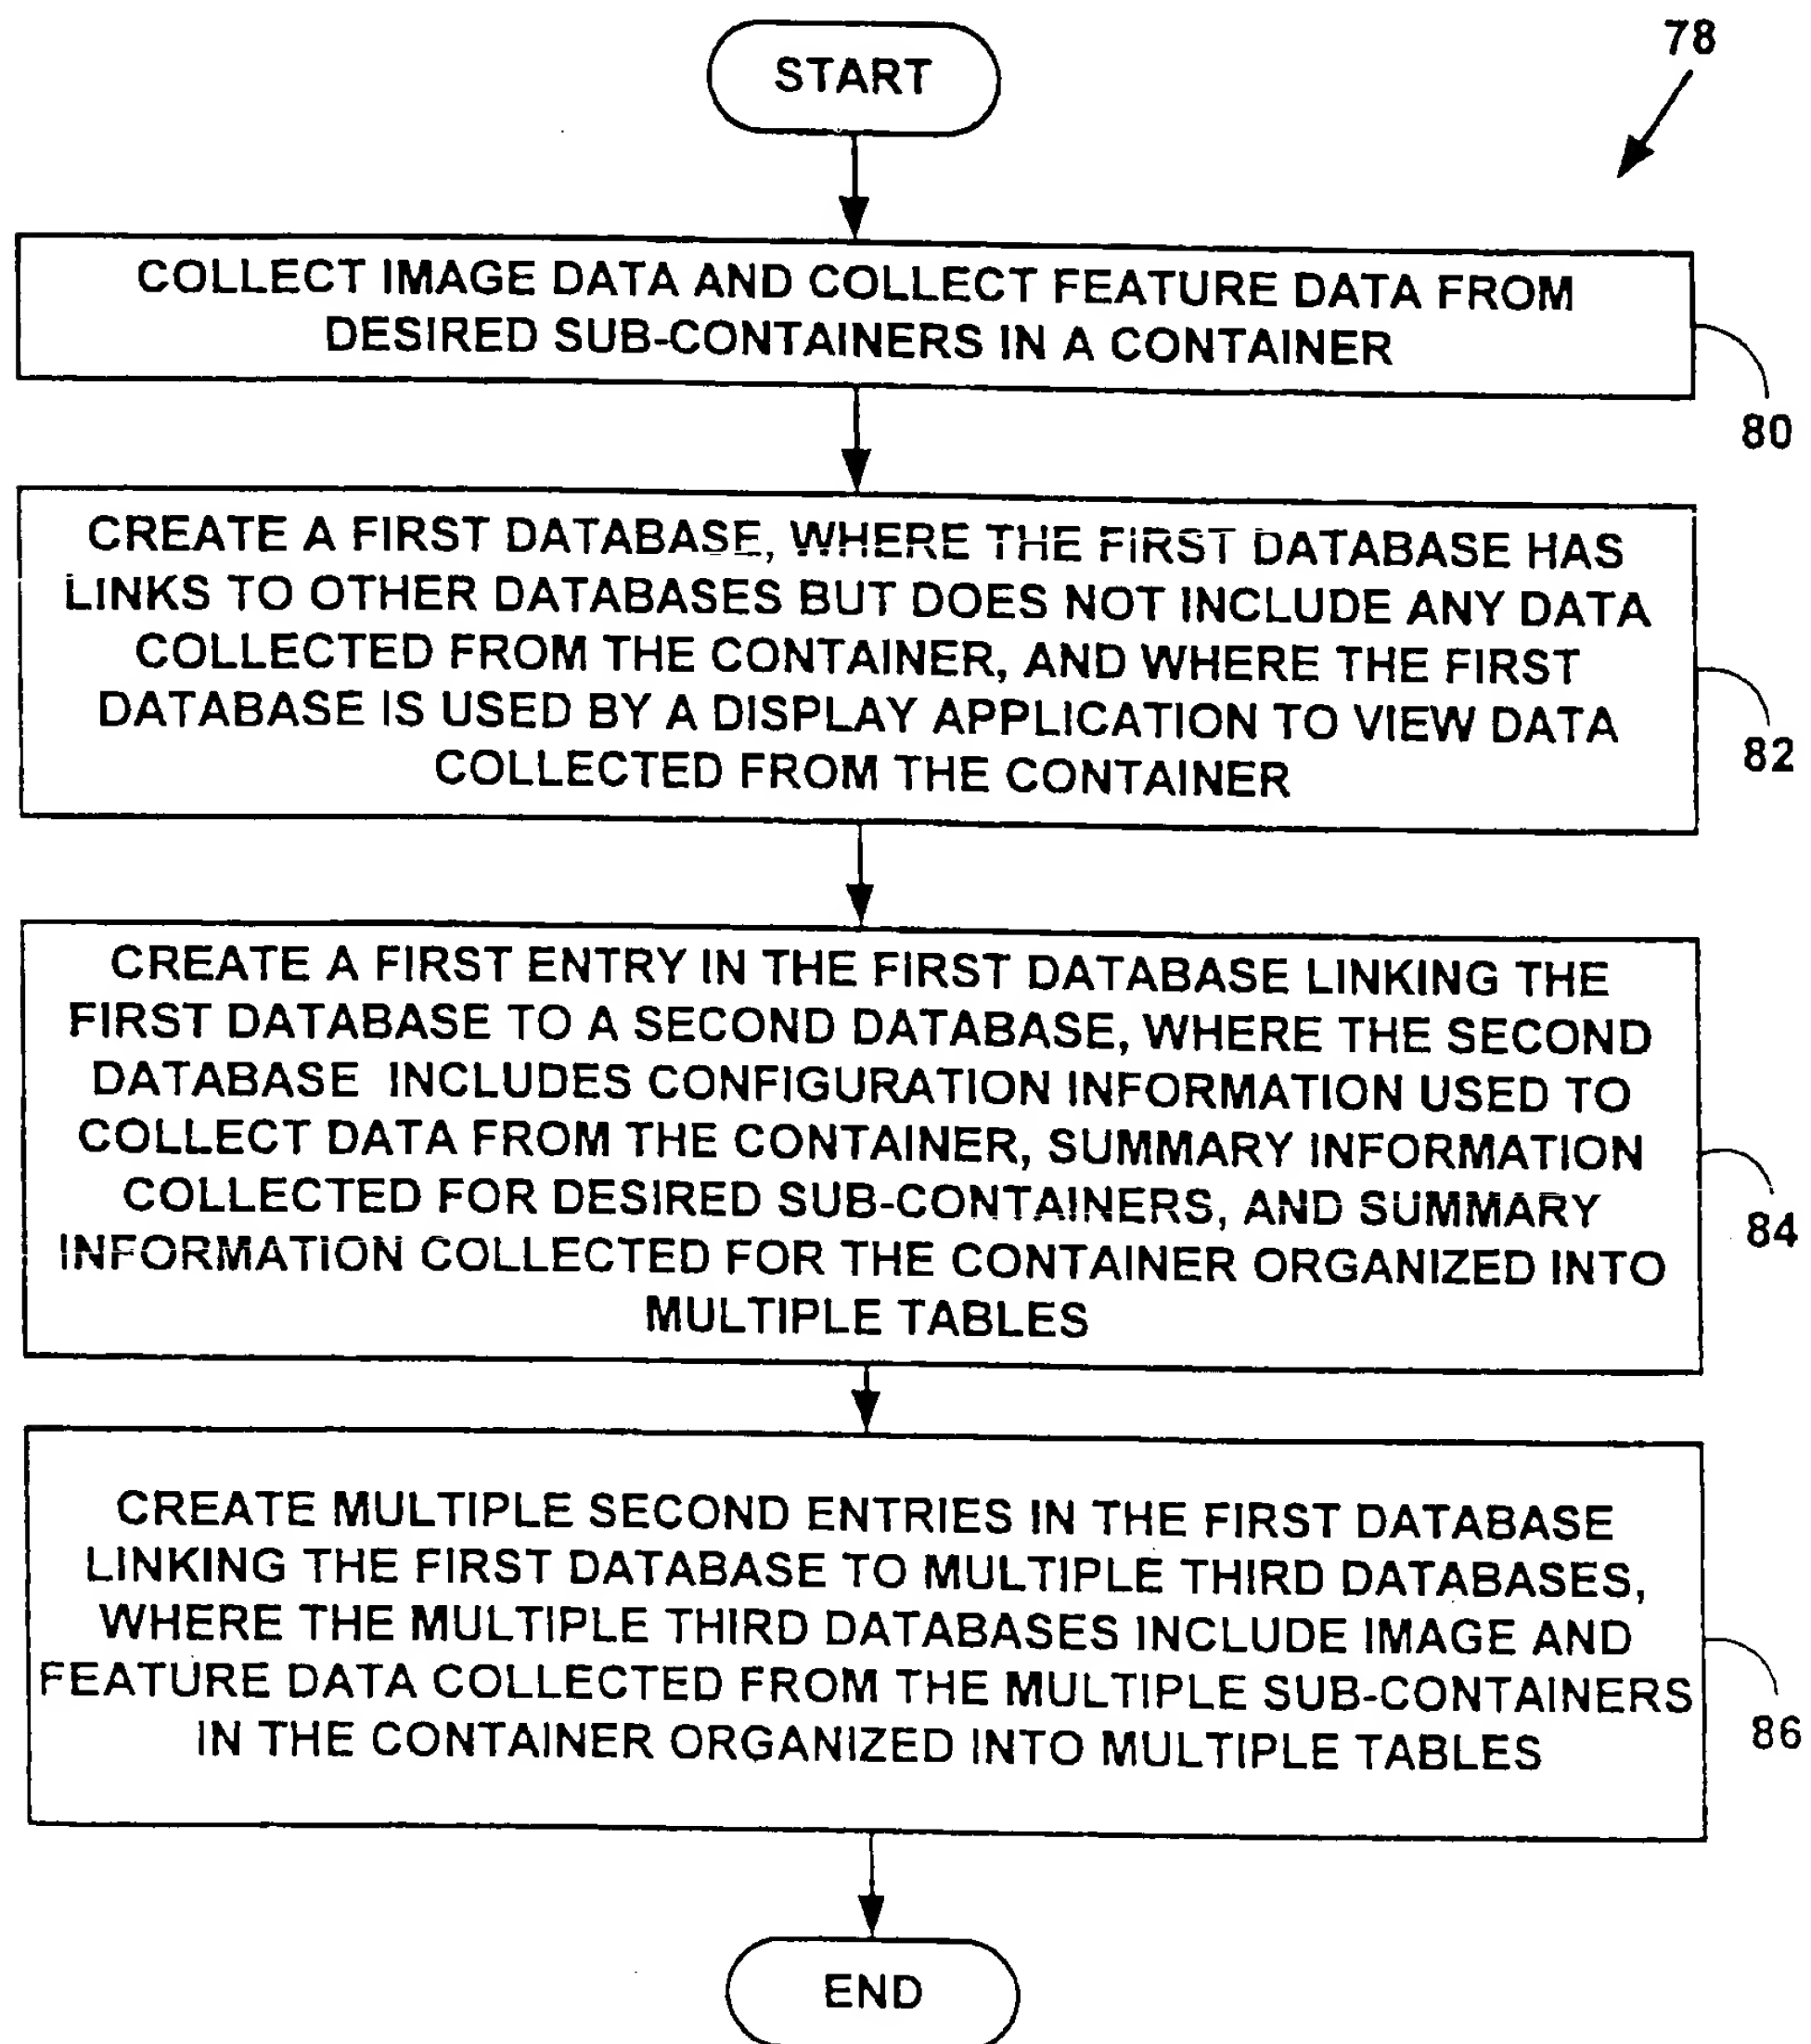 START
78
COLLECT IMAGE DATA AND COLLECT FEATURE DATA FROM
DESIRED SUB-CONTAINERS IN A CONTAINER
80
CREATE A FIRST DATABASE, WHERE THE FIRST DATABASE HAS
LINKS TO OTHER DATABASES BUT DOES NOT INCLUDE ANY DATA
COLLECTED FROM THE CONTAINER, AND WHERE THE FIRST
DATABASE IS USED BY A DISPLAY APPLICATION TO VIEW DATA
COLLECTED FROM THE CONTAINER
82
CREATE A FIRST ENTRY IN THE FIRST DATABASE LINKING THE
FIRST DATABASE TO A SECOND DATABASE, WHERE THE SECOND
DATABASE INCLUDES CONFIGURATION INFORMATION USED TO
COLLECT DATA FROM THE CONTAINER, SUMMARY INFORMATION
COLLECTED FOR DESIRED SUB-CONTAINERS, AND SUMMARY
INFORMATION COLLECTED FOR THE CONTAINER ORGANIZED INTO
MULTIPLE TABLES
84
CREATE MULTIPLE SECOND ENTRIES IN THE FIRST DATABASE
LINKING THE FIRST DATABASE TO MULTIPLE THIRD DATABASES,
WHERE THE MULTIPLE THIRD DATABASES INCLUDE IMAGE AND
FEATURE DATA COLLECTED FROM THE MULTIPLE SUB-CONTAINERS
IN THE CONTAINER ORGANIZED INTO MULTIPLE TABLES
86
END